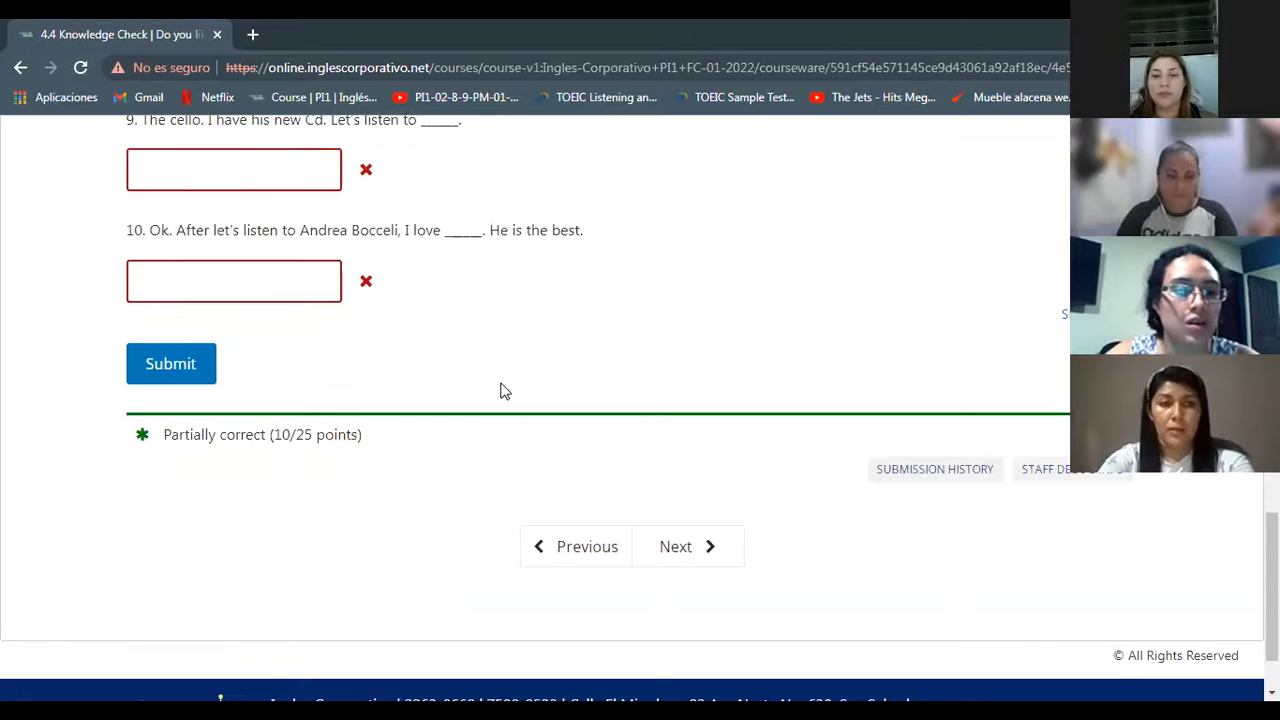 4.4 Knowledge Check | Do you li
No es seguro | https://online.inglescorporativo.net/courses/course-v1:Ingles-Corporativo+PI1+FC-01-2022/courseware/591cf54e571145ce9d43061a92af18ec/4e5
Aplicaciones Gmail Netflix Course | PI1 | Inglés... PI1-02-8-9-PM-01-... TOEIC Listening an... TOEIC Sample Test... The Jets - Hits Meg... Mueble alacena we...
9. The cello. I have his new Cd. Let's listen to ______.
10. Ok. After let's listen to Andrea Bocceli, I love ______. He is the best.
Submit
Partially correct (10/25 points)
SUBMISSION HISTORY STAFF
Previous Next
© All Rights Reserved